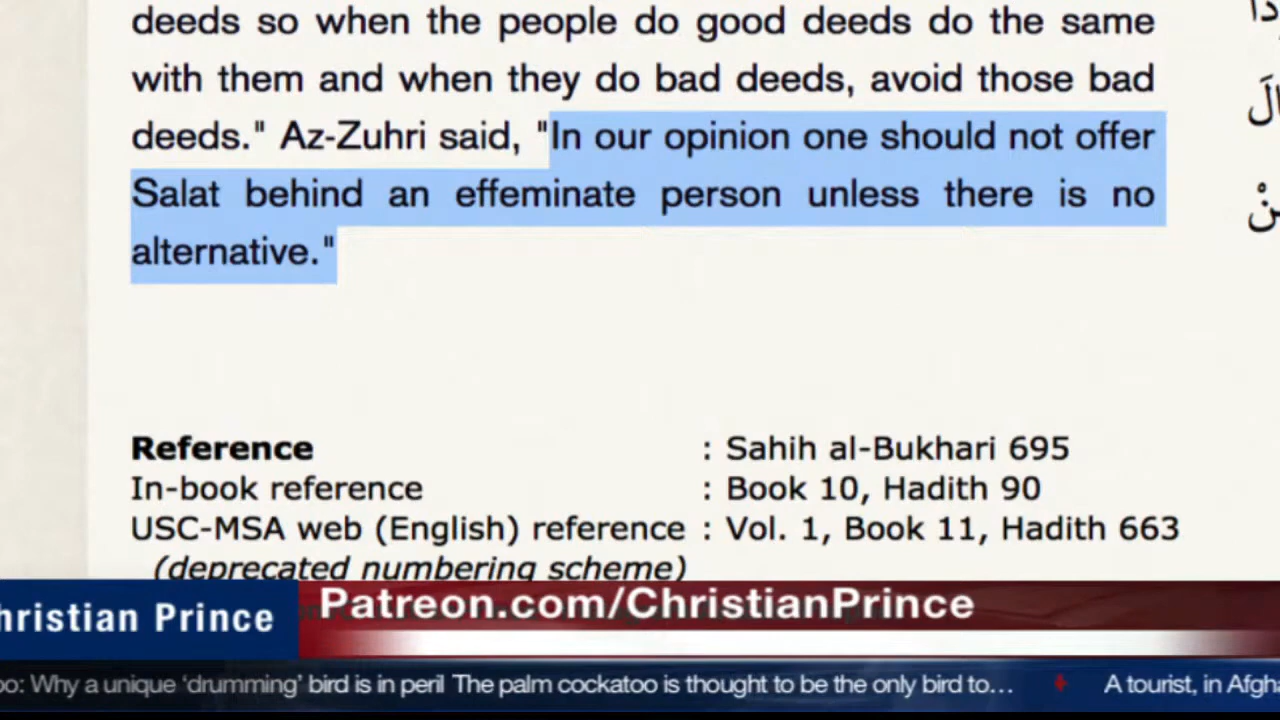 deeds so when the people do good deeds do the same
with them and when they do bad deeds, avoid those bad
deeds." Az-Zuhri said, "In our opinion one should not offer
Salat behind an effeminate person unless there is no
alternative."
Reference : Sahih al-Bukhari 695
In-book reference : Book 10, Hadith 90
USC-MSA web (English) reference : Vol. 1, Book 11, Hadith 663
(deprecated numbering scheme)
hristian Prince
Patreon.com/ChristianPrince
oo: Why a unique 'drumming' bird is in peril The palm cockatoo is thought to be the only bird to... A tourist, in Afgha